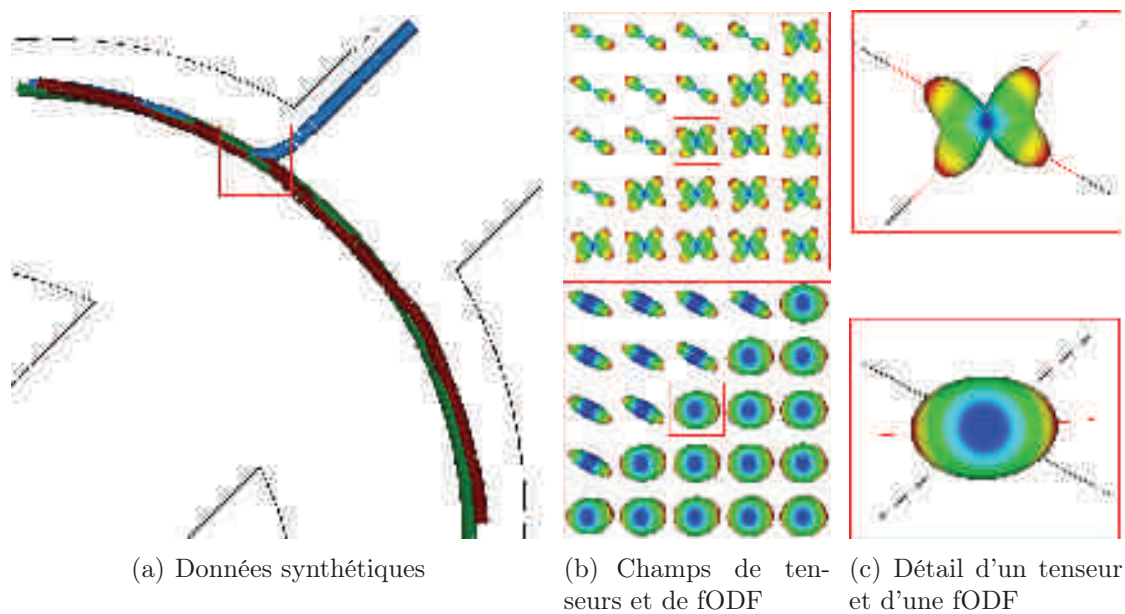 (a) Données synthétiques
(b) Champs de ten-
seurs et de fODF
(c) Détail d'un tenseur
et d'une fODF